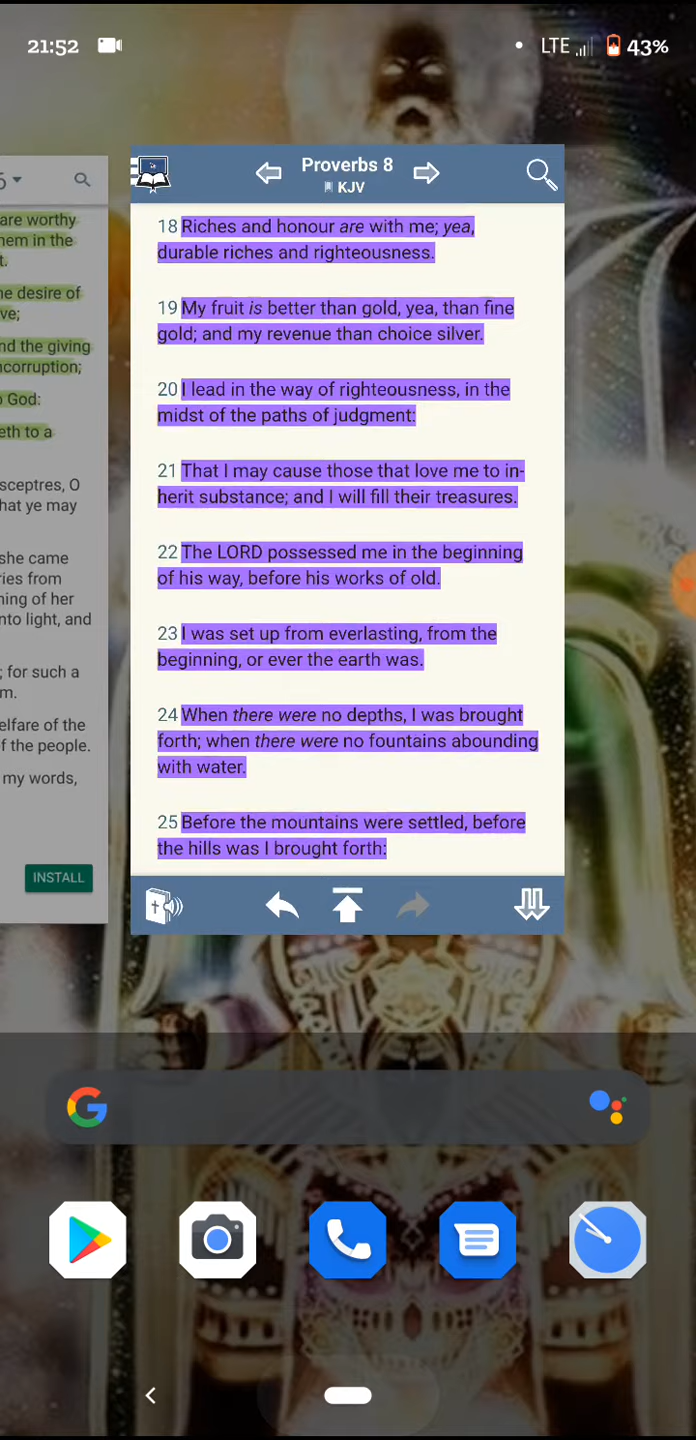 21:52
LTE
43%
Proverbs 8
KJV
18 Riches and honour are with me; yea,
durable riches and righteousness.
19 My fruit is better than gold, yea, than fine
gold; and my revenue than choice silver.
20 I lead in the way of righteousness, in the
midst of the paths of judgment:
21 That I may cause those that love me to in-
herit substance; and I will fill their treasures.
22 The LORD possessed me in the beginning
of his way, before his works of old.
23 I was set up from everlasting, from the
beginning, or ever the earth was.
24 When there were no depths, I was brought
forth; when there were no fountains abounding
with water.
25 Before the mountains were settled, before
the hills was I brought forth:
are worthy
in the
desire of
nd the giving
God:
to a
sceptres, O
hat ye may
she came
from
of her
nto light, and
; for such a
of the
f the people.
my words,
INSTALL